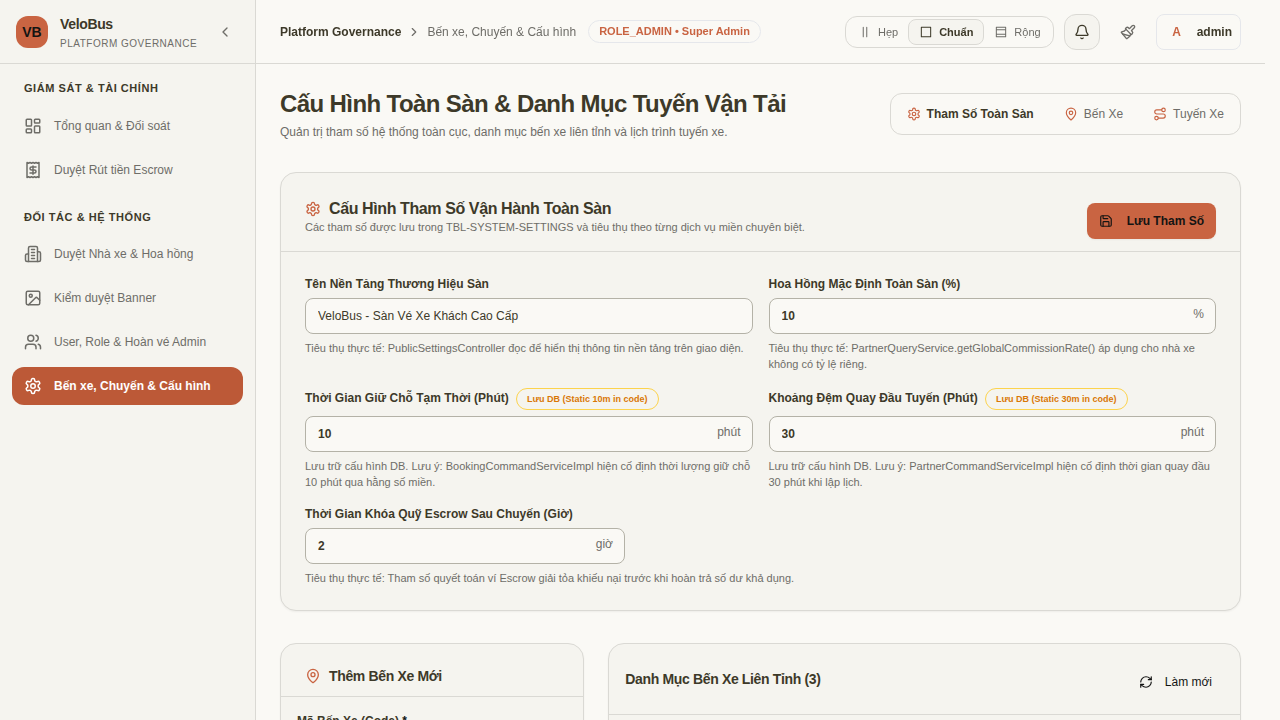 VB
VeloBus
PLATFORM GOVERNANCE
GIÁM SÁT & TÀI CHÍNH
Tổng quan & Đối soát
Duyệt Rút tiền Escrow
ĐỐI TÁC & HỆ THỐNG
Duyệt Nhà xe & Hoa hồng
Kiểm duyệt Banner
User, Role & Hoàn vé Admin
Bến xe, Chuyến & Cấu hình
Platform Governance
Bến xe, Chuyến & Cấu hình
ROLE_ADMIN • Super Admin
Hẹp
Chuẩn
Rộng
A
admin
Cấu Hình Toàn Sàn & Danh Mục Tuyến Vận Tải
Quản trị tham số hệ thống toàn cục, danh mục bến xe liên tỉnh và lịch trình tuyến xe.
Tham Số Toàn Sàn
Bến Xe
Tuyến Xe
Cấu Hình Tham Số Vận Hành Toàn Sàn
Các tham số được lưu trong TBL-SYSTEM-SETTINGS và tiêu thụ theo từng dịch vụ miền chuyên biệt.
Lưu Tham Số
Tên Nền Tảng Thương Hiệu Sàn
VeloBus - Sàn Vé Xe Khách Cao Cấp
Tiêu thụ thực tế: PublicSettingsController đọc để hiển thị thông tin nền tảng trên giao diện.
Hoa Hồng Mặc Định Toàn Sàn (%)
10
%
Tiêu thụ thực tế: PartnerQueryService.getGlobalCommissionRate() áp dụng cho nhà xe
không có tỷ lệ riêng.
Thời Gian Giữ Chỗ Tạm Thời (Phút)
Lưu DB (Static 10m in code)
10
phút
Lưu trữ cấu hình DB. Lưu ý: BookingCommandServiceImpl hiện cố định thời lượng giữ chỗ
10 phút qua hằng số miền.
Khoảng Đệm Quay Đầu Tuyến (Phút)
Lưu DB (Static 30m in code)
30
phút
Lưu trữ cấu hình DB. Lưu ý: PartnerCommandServiceImpl hiện cố định thời gian quay đầu
30 phút khi lập lịch.
Thời Gian Khóa Quỹ Escrow Sau Chuyến (Giờ)
2
giờ
Tiêu thụ thực tế: Tham số quyết toán ví Escrow giải tỏa khiếu nại trước khi hoàn trả số dư khả dụng.
Thêm Bến Xe Mới
Mã Bến Xe (Code) *
Danh Mục Bến Xe Liên Tỉnh (3)
Làm mới